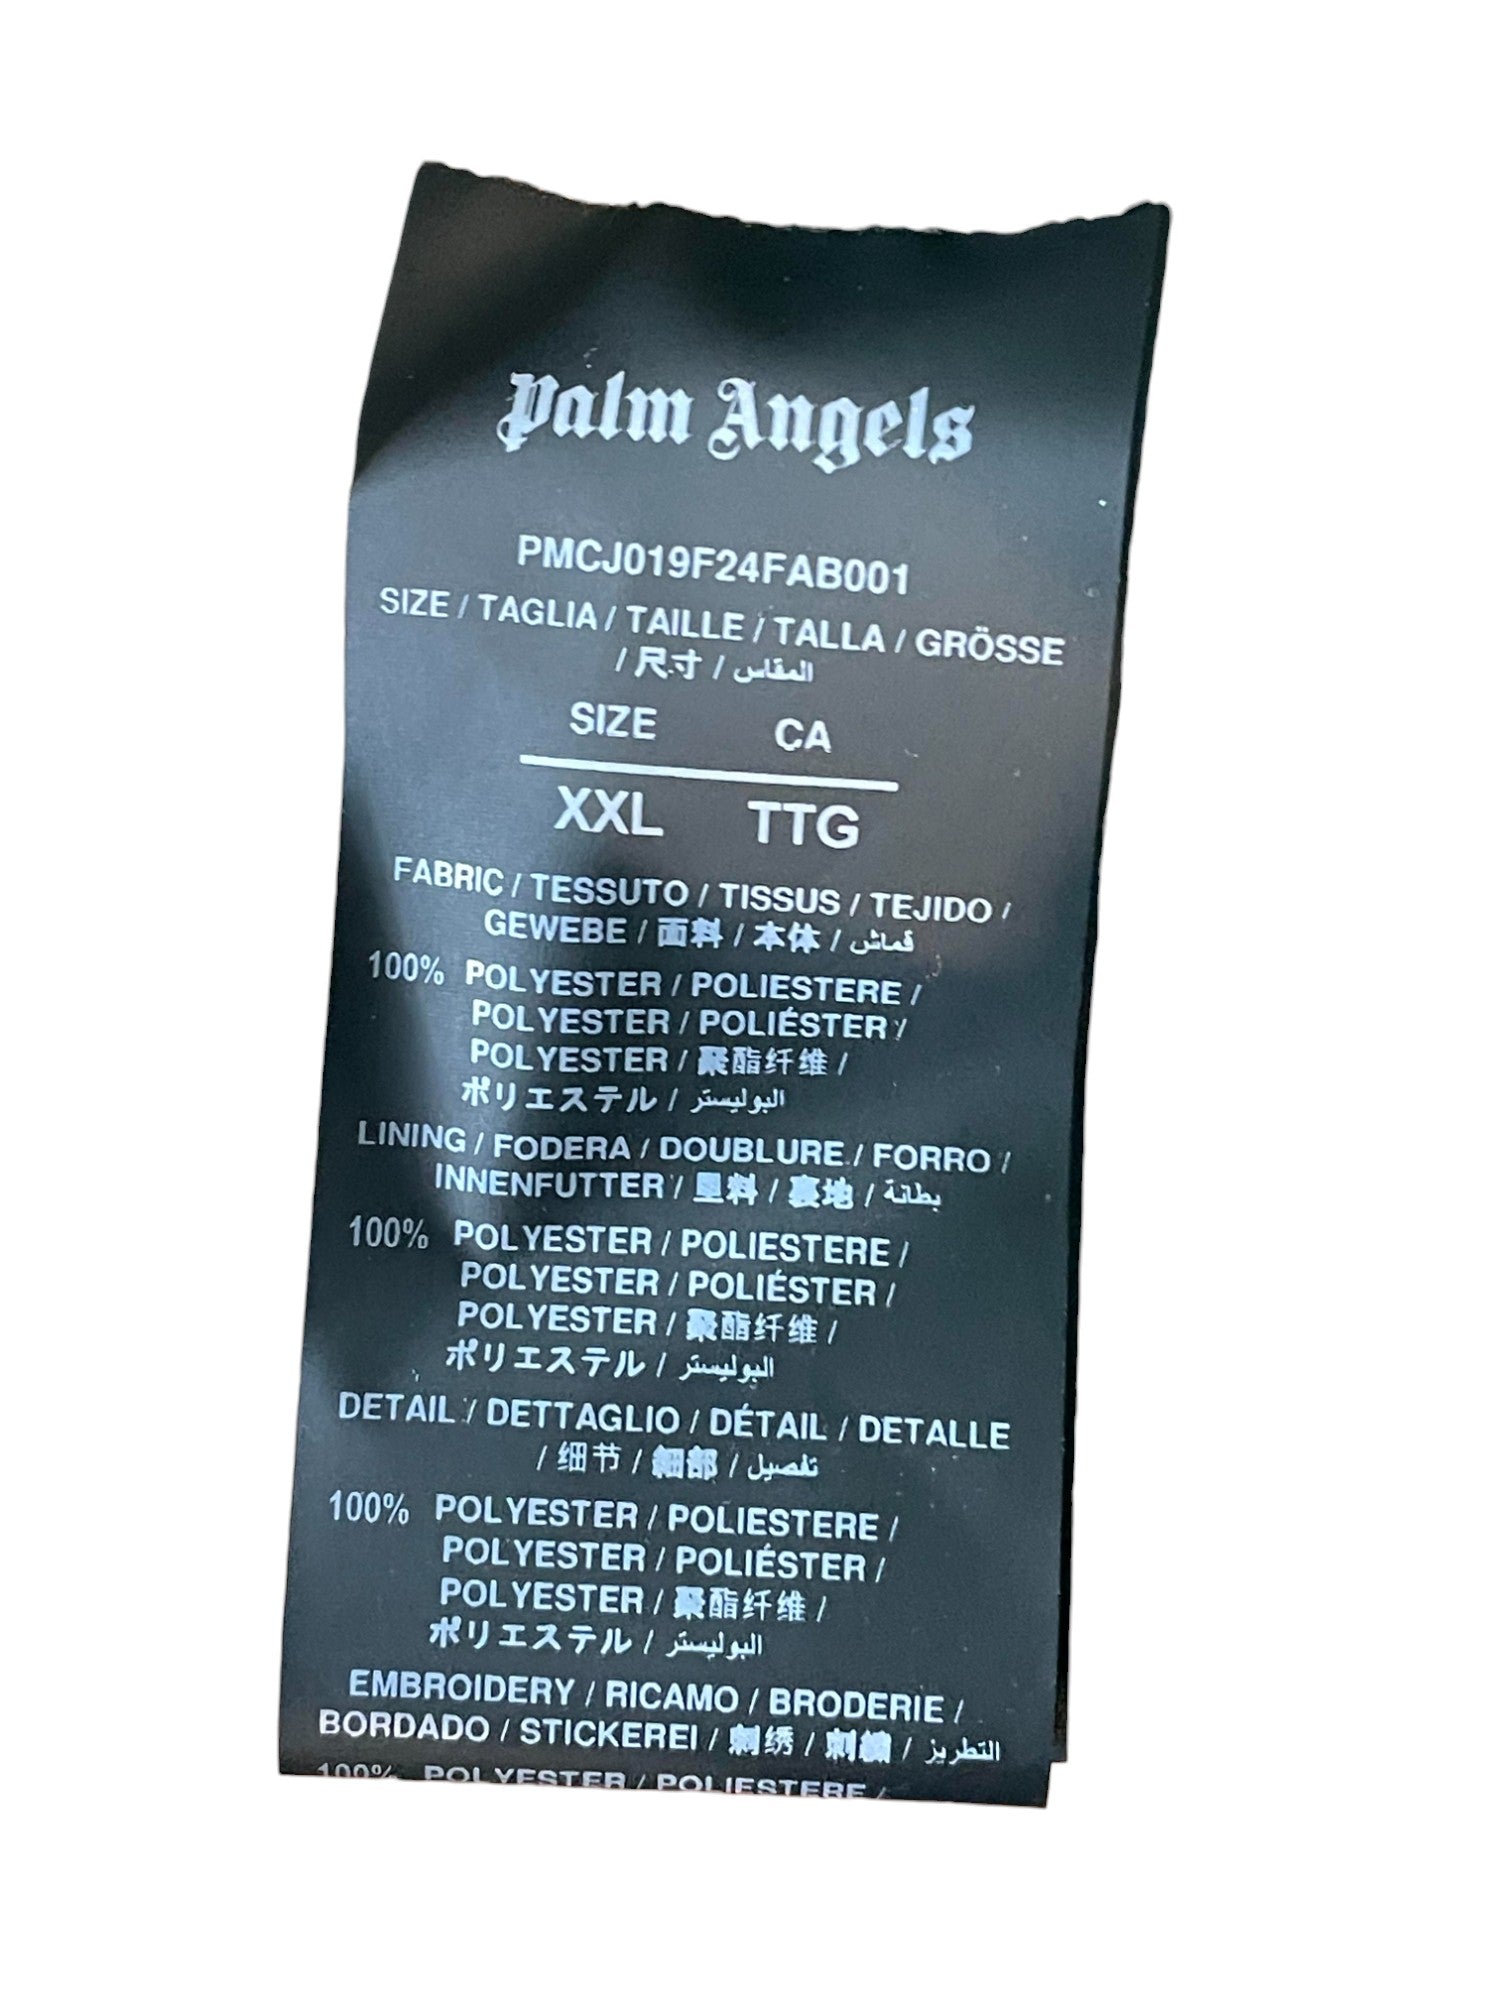 Palm Angels
PMCJ019F24FAB001
SIZE / TAGLIA / TAILLE / TALLA / GRÖSSE
/ 尺寸 / المقاس
SIZE CA
XXL TTG
FABRIC / TESSUTO / TISSUS / TEJIDO /
GEWEBE / 面料 / 本体 / قماش
100% POLYESTER / POLIESTERE /
POLYESTER / POLIÉSTER /
POLYESTER / 聚酯纤维 /
ポリエステル / البوليستر
LINING / FODERA / DOUBLURE / FORRO /
INNENFUTTER / 里料 / 裏地 / بطانة
100% POLYESTER / POLIESTERE /
POLYESTER / POLIÉSTER /
POLYESTER / 聚酯纤维 /
ポリエステル / البوليستر
DETAIL / DETTAGLIO / DÉTAIL / DETALLE
/ 细节 / 細部 / تفصيل
100% POLYESTER / POLIESTERE /
POLYESTER / POLIÉSTER /
POLYESTER / 聚酯纤维 /
ポリエステル / البوليستر
EMBROIDERY / RICAMO / BRODERIE /
BORDADO / STICKEREI / 刺绣 / 刺繍 / التطريز
100% POLYESTER / POLIESTERE /